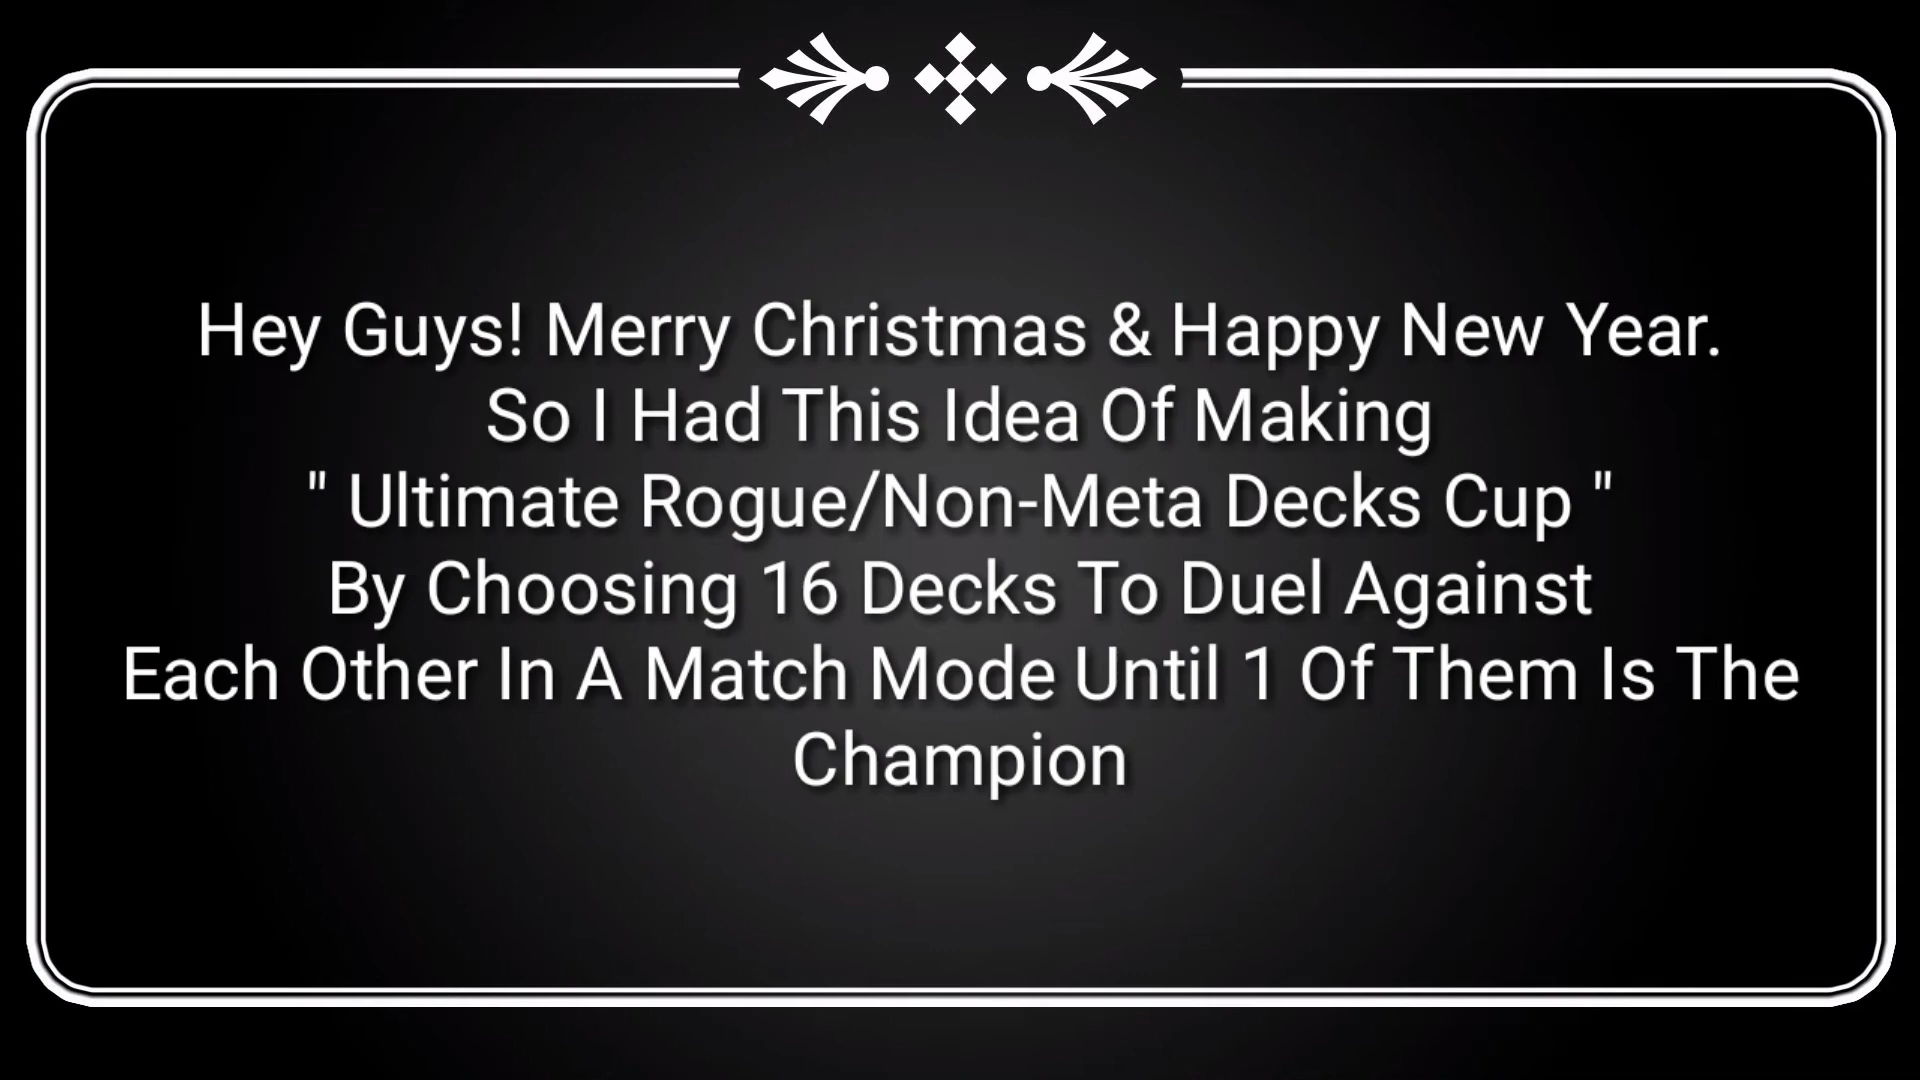 Hey Guys! Merry Christmas & Happy New Year.
So I Had This Idea Of Making
" Ultimate Rogue/Non-Meta Decks Cup "
By Choosing 16 Decks To Duel Against
Each Other In A Match Mode Until 1 Of Them Is The
Champion